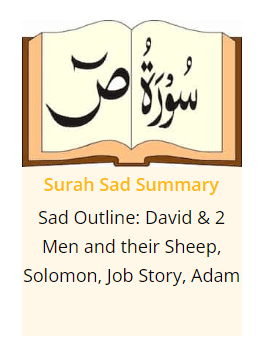 سُورَةُ صٓ
Surah Sad Summary
Sad Outline: David & 2
Men and their Sheep,
Solomon, Job Story, Adam